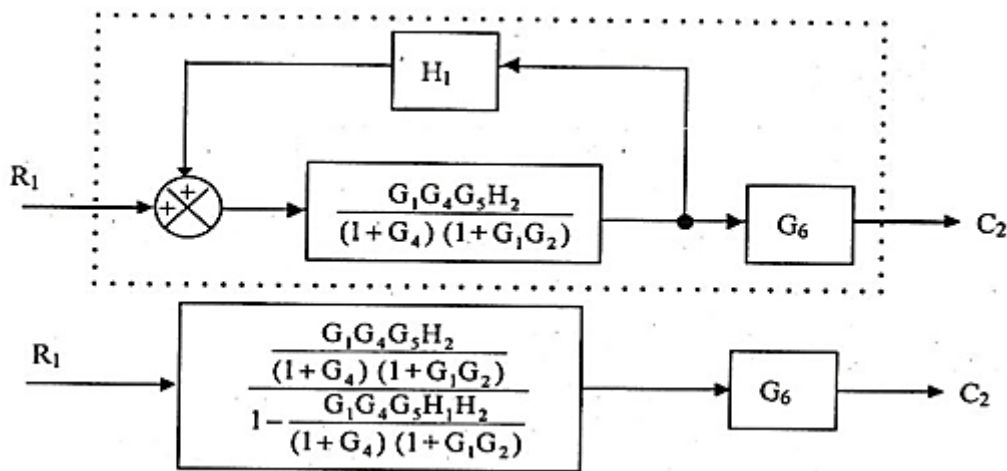 H₁
R₁
+
+
G₁G₄G₅H₂
(1+G₄) (1+G₁G₂)
G₆
C₂
R₁
G₁G₄G₅H₂
(1+G₄) (1+G₁G₂)
1-
G₁G₄G₅H₁H₂
(1+G₄) (1+G₁G₂)
G₆
C₂